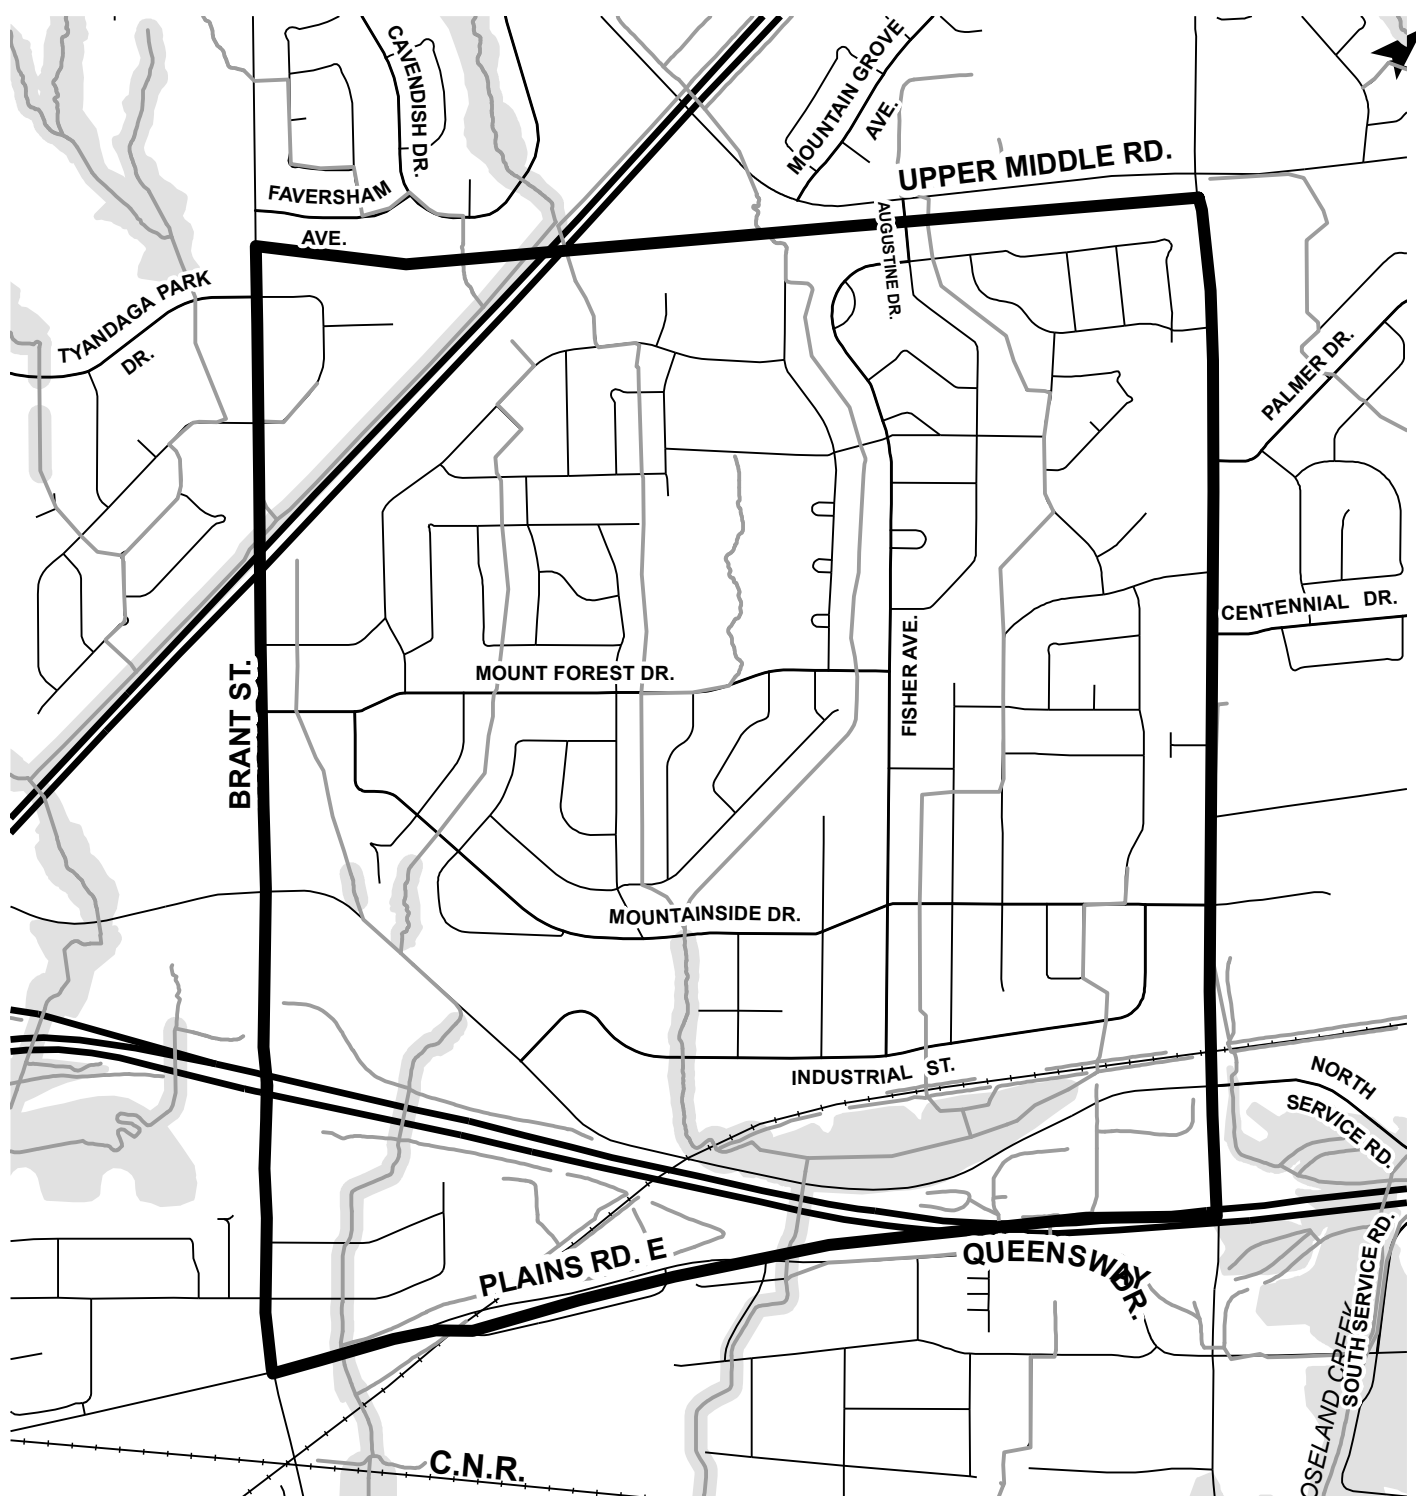 CAVENDISH DR.
MOUNTAIN GROVE
AVE.
UPPER MIDDLE RD.
FAVERSHAM
AVE.
AUGUSTINE DR.
TYANDAGA PARK
DR.
PALMER DR.
CENTENNIAL DR.
MOUNT FOREST DR.
FISHER AVE.
BRANT ST.
MOUNTAINSIDE DR.
INDUSTRIAL ST.
NORTH
SERVICE RD.
PLAINS RD. E
QUEENSWAY
DR.
SOUTH SERVICE RD.
OSELAND CREEK
C.N.R.